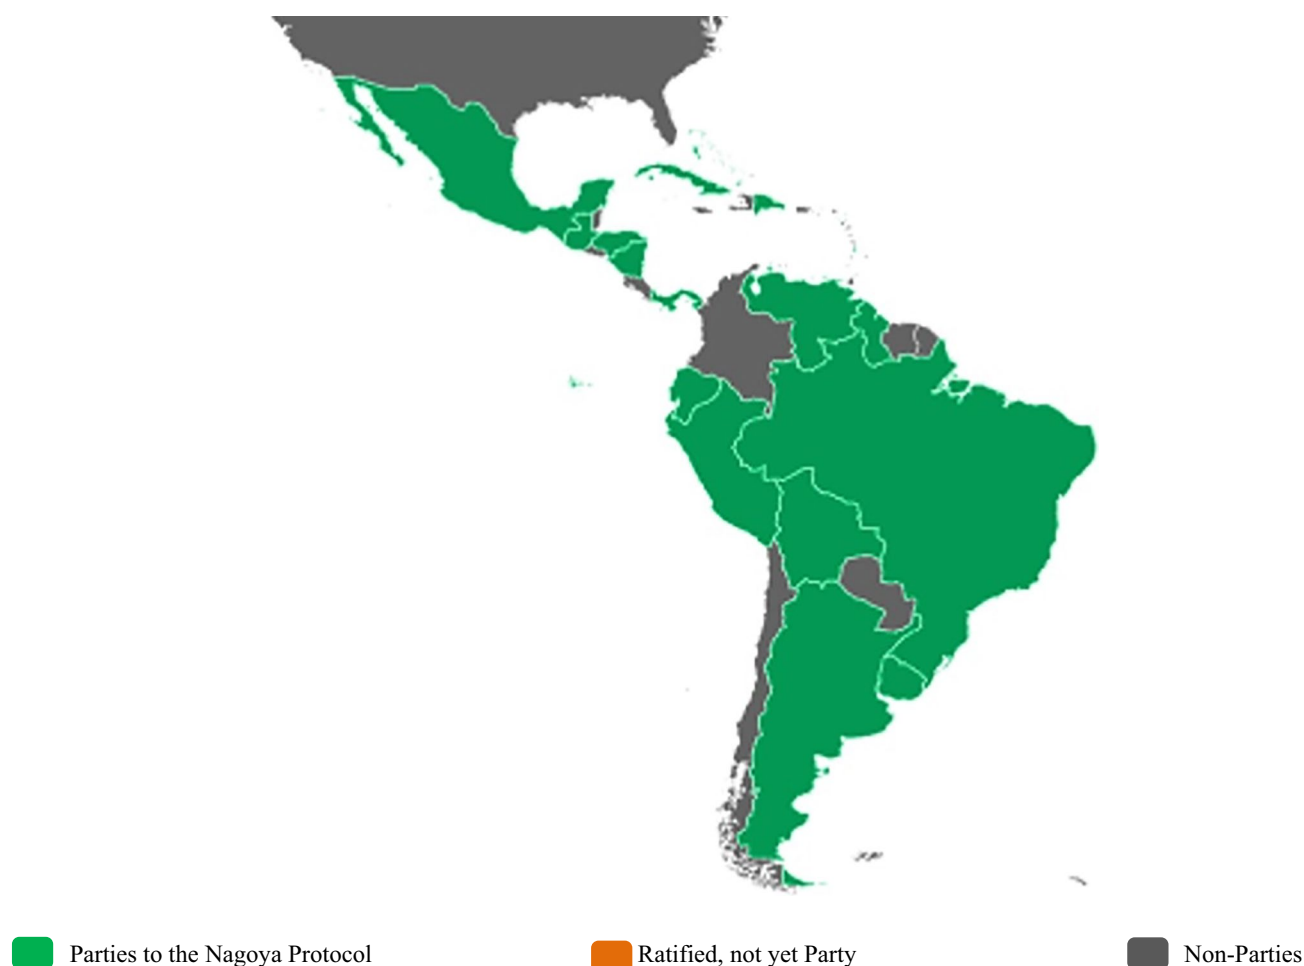 Parties to the Nagoya Protocol
Ratified, not yet Party
Non-Parties